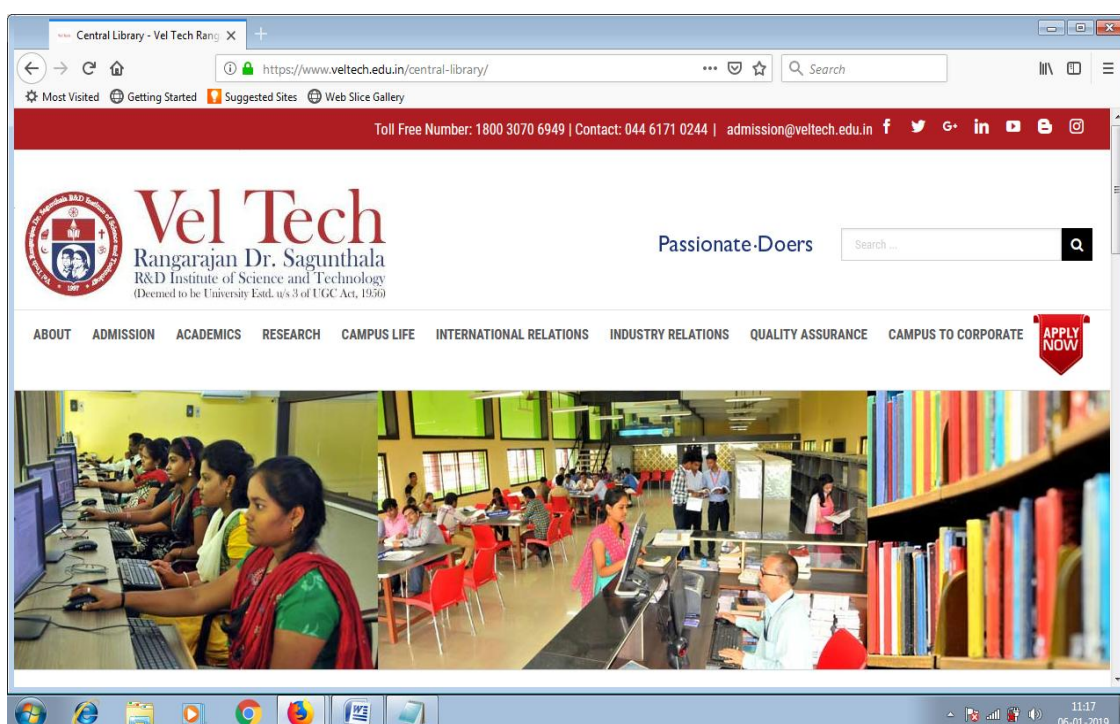 Central Library - Vel Tech Rang
https://www.veltech.edu.in/central-library/
Search
Most Visited Getting Started Suggested Sites Web Slice Gallery
Toll Free Number: 1800 3070 6949 | Contact: 044 6171 0244 | admission@veltech.edu.in
Vel Tech
Rangarajan Dr. Sagunthala
R&D Institute of Science and Technology
(Deemed to be University Estd. u/s 3 of UGC Act, 1956)
Passionate·Doers
Search ...
ABOUT ADMISSION ACADEMICS RESEARCH CAMPUS LIFE INTERNATIONAL RELATIONS INDUSTRY RELATIONS QUALITY ASSURANCE CAMPUS TO CORPORATE
APPLY
NOW
11:17